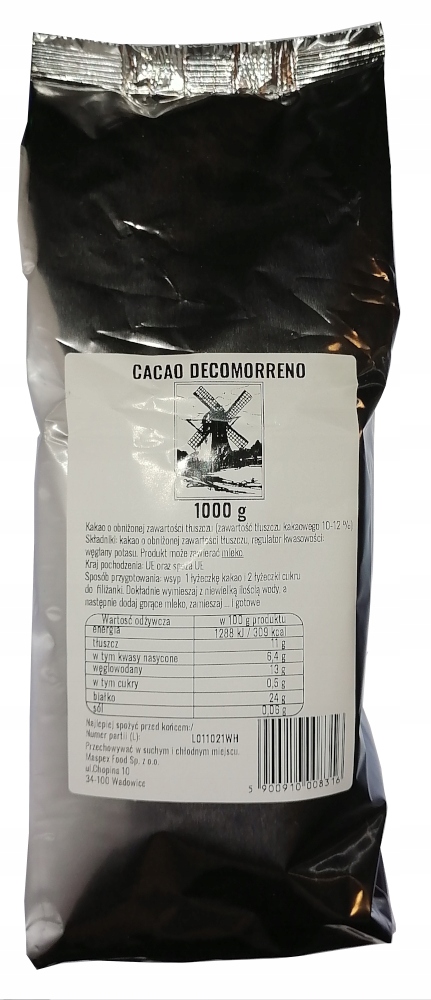 CACAO DECOMORRENO
1000 g
Kakao o obniżonej zawartości tłuszczu (zawartość tłuszczu kakaowego 10-12 %)
Składniki: kakao o obniżonej zawartości tłuszczu, regulator kwasowości:
węglany potasu. Produkt może zawierać mleko.
Kraj pochodzenia: UE oraz spoza UE
Sposób przygotowania: wsyp 1 łyżeczkę kakao i 2 łyżeczki cukru
do filiżanki. Dokładnie wymieszaj z niewielką ilością wody, a
następnie dodaj gorące mleko, zamieszaj ... i gotowe
Wartość odżywcza w 100 g produktu
energia 1288 kJ / 309 kcal
tłuszcz 11 g
w tym kwasy nasycone 6,4 g
węglowodany 13 g
w tym cukry 0,5 g
białko 24 g
sól 0,06 g
Najlepiej spożyć przed końcem:/
Numer partii (L): L011021WH
Przechowywać w suchym i chłodnym miejscu.
Maspex Food Sp. z o.o.
ul.Chopina 10
34-100 Wadowice
5 900910 008316